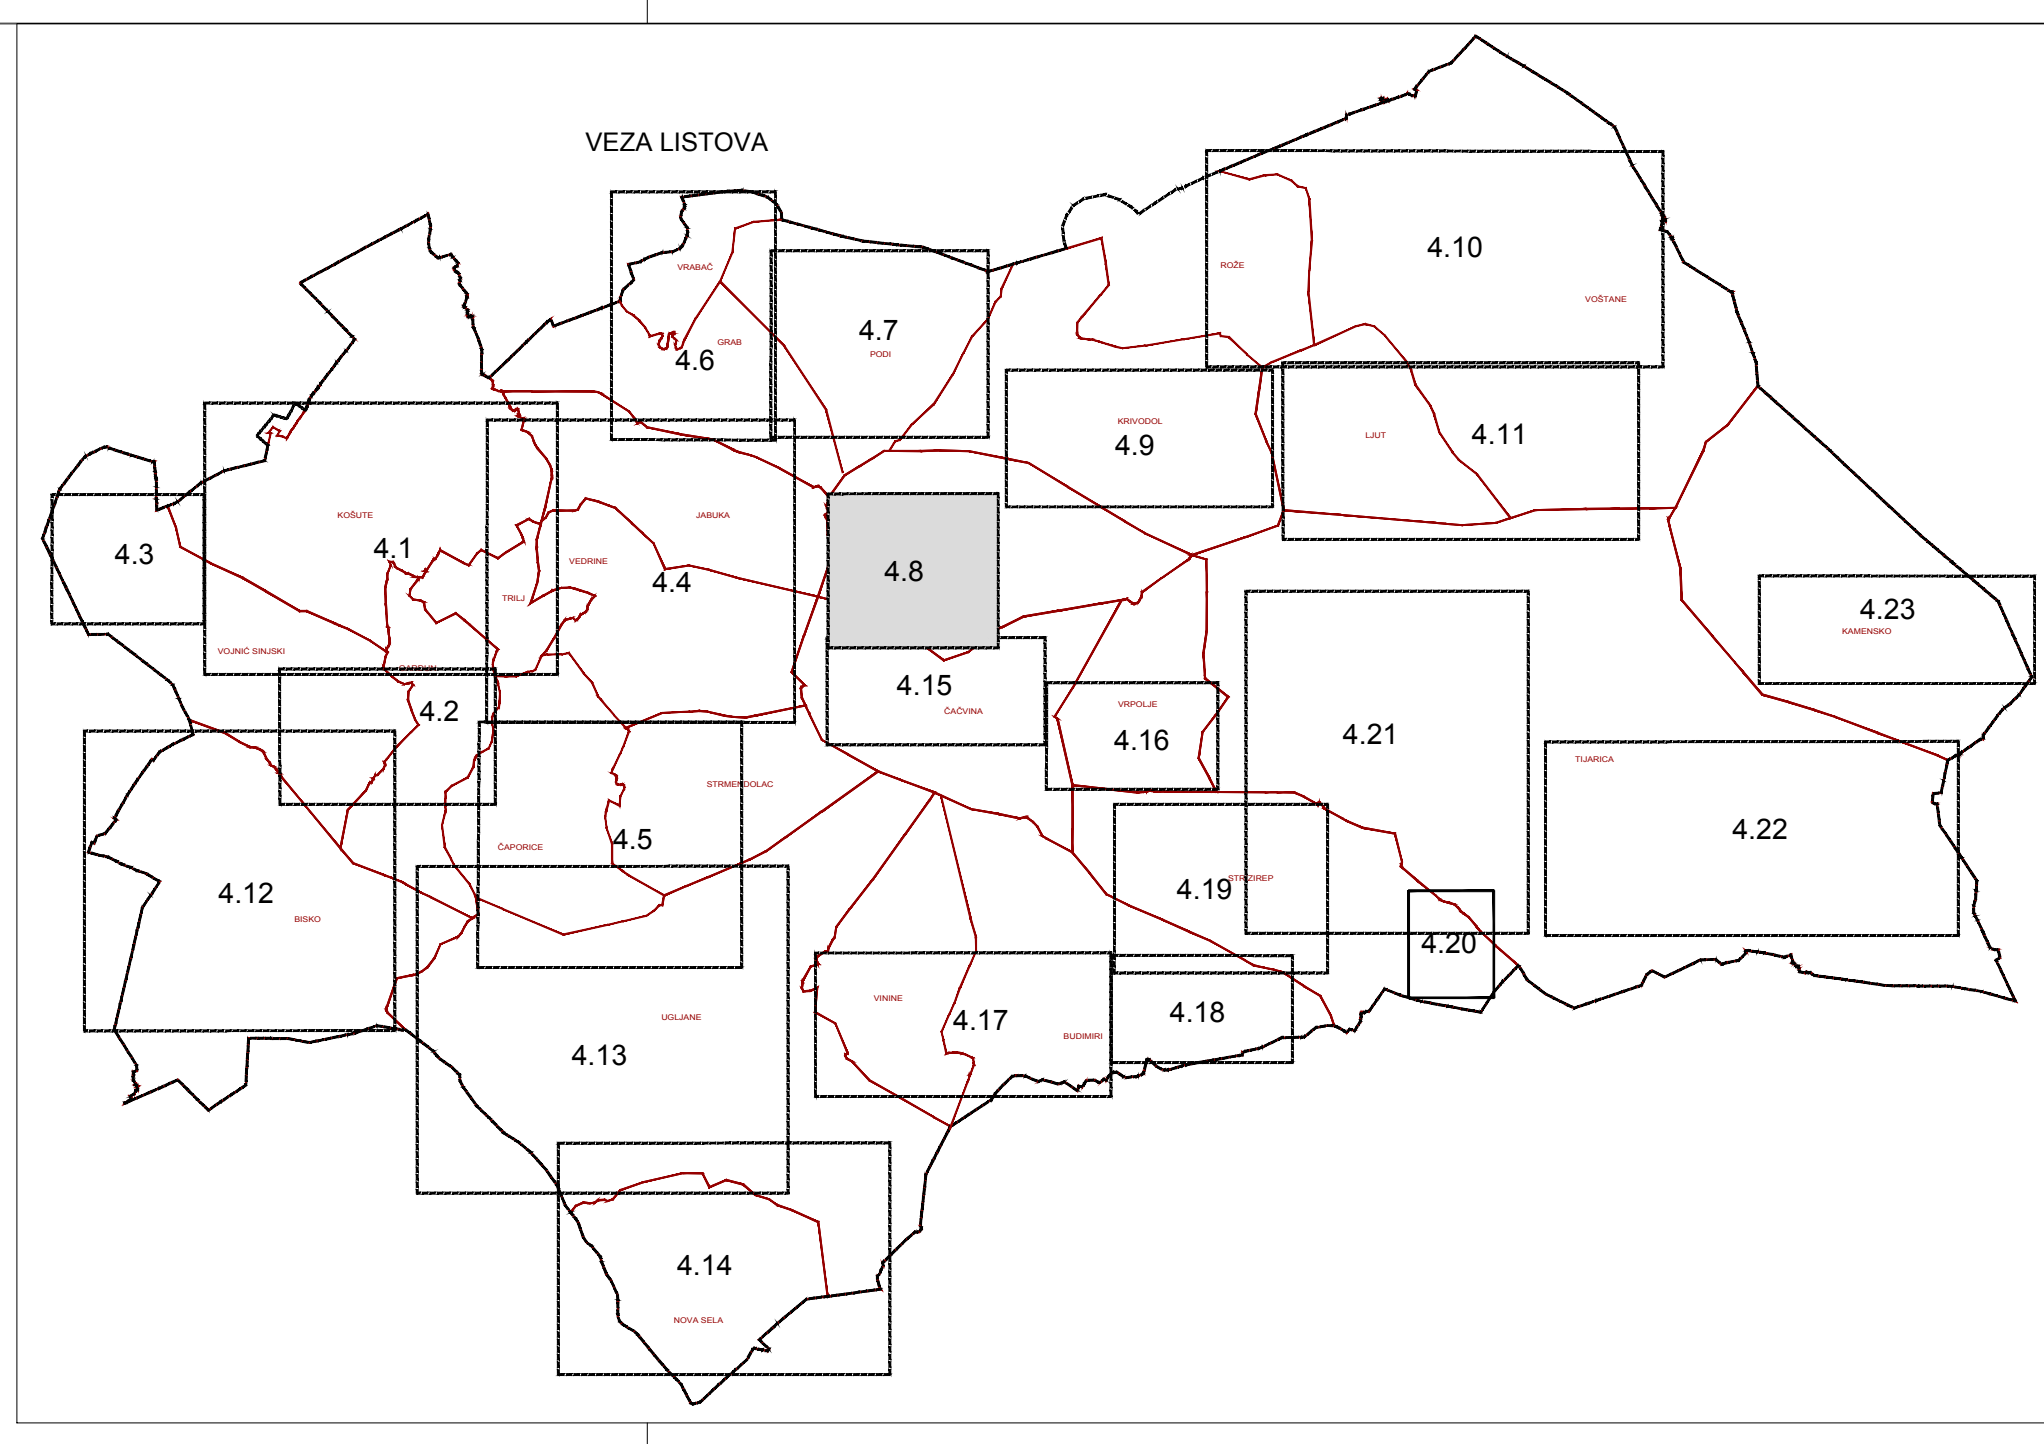 VEZA LISTOVA
4.10
VRABAČ
ROŽE
VOŠTANE
4.7
GRAB
PODI
4.6
KRIVODOL
4.9
LJUT
4.11
KOŠUTE
JABUKA
4.3
4.1
VEDRINE
4.4
4.8
TRILJ
4.23
KAMENSKO
VOJNIĆ SINJSKI
GARDUN
4.15
4.2
ČAČVINA
VRPOLJE
4.16
4.21
TIJARICA
STRMENDOLAC
4.5
ČAPORICE
4.22
4.12
BISKO
4.19
STRIZIREP
4.20
VININE
UGLJANE
4.17
4.18
BUDIMIRI
4.13
4.14
NOVA SELA